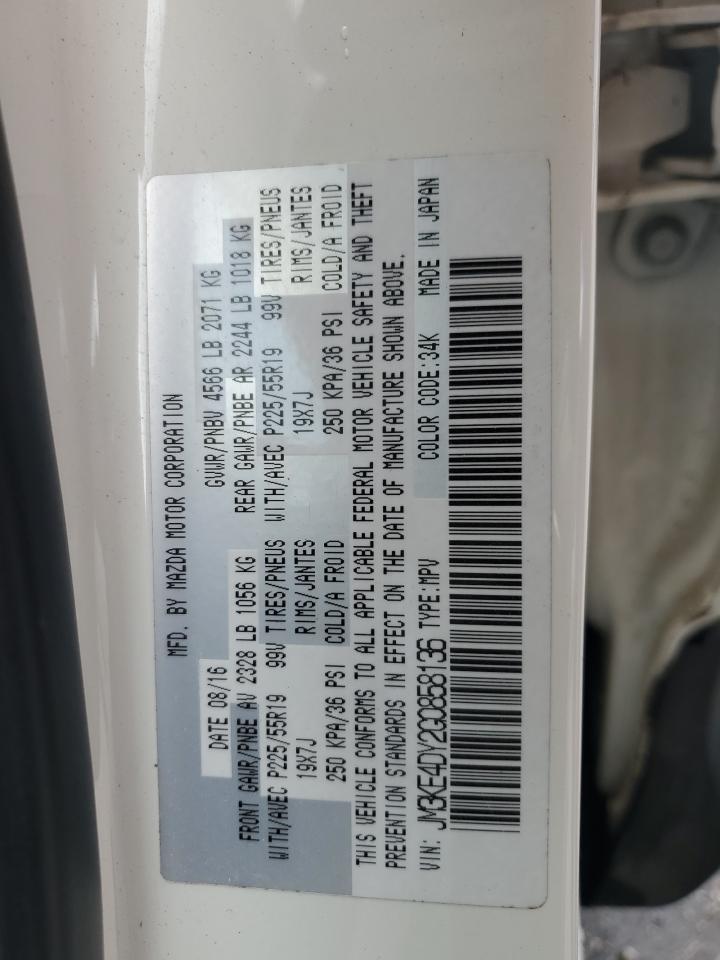 MFD. BY MAZDA MOTOR CORPORATION
DATE 08/16 GVWR/PNBV 4566 LB 2071 KG
FRONT GAWR/PNBE AV 2328 LB 1056 KG REAR GAWR/PNBE AR 2244 LB 1018 KG
WITH/AVEC P225/55R19 99V TIRES/PNEUS WITH/AVEC P225/55R19 99V TIRES/PNEUS
19X7J RIMS/JANTES 19X7J RIMS/JANTES
250 KPA/36 PSI COLD/A FROID 250 KPA/36 PSI COLD/A FROID
THIS VEHICLE CONFORMS TO ALL APPLICABLE FEDERAL MOTOR VEHICLE SAFETY AND THEFT
PREVENTION STANDARDS IN EFFECT ON THE DATE OF MANUFACTURE SHOWN ABOVE.
VIN: JM3KE4DY2G0858136 TYPE:MPV COLOR CODE:34K MADE IN JAPAN